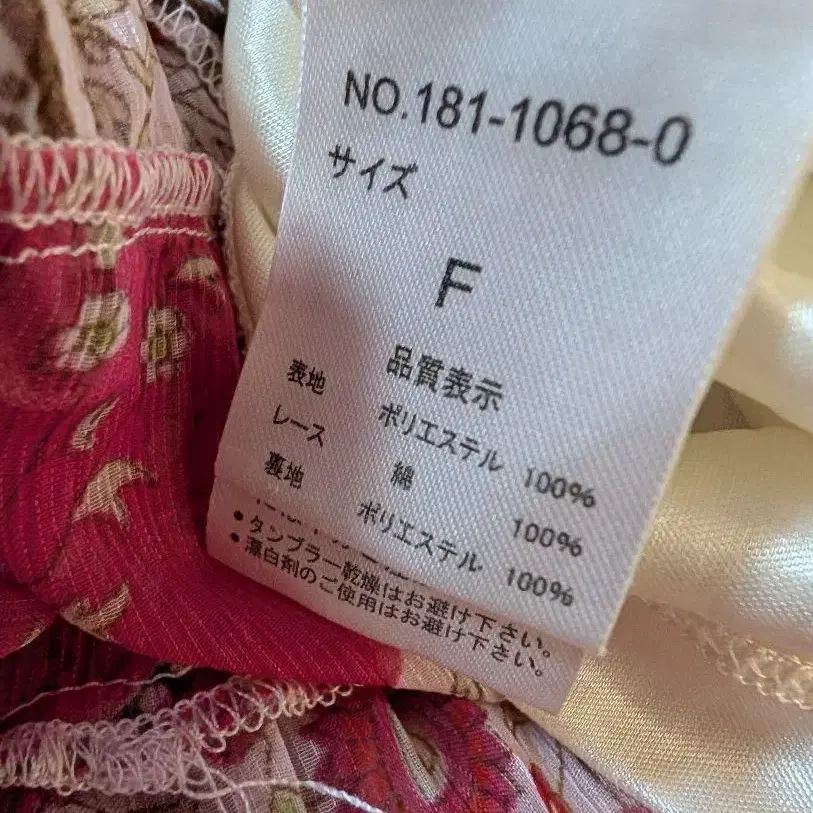 NO.181-1068-0
サイズ
F
品質表示
表地 ポリエステル 100%
レース 綿 100%
裏地 ポリエステル 100%
●タンブラー乾燥はお避け下さい。
●漂白剤のご使用はお避け下さい。